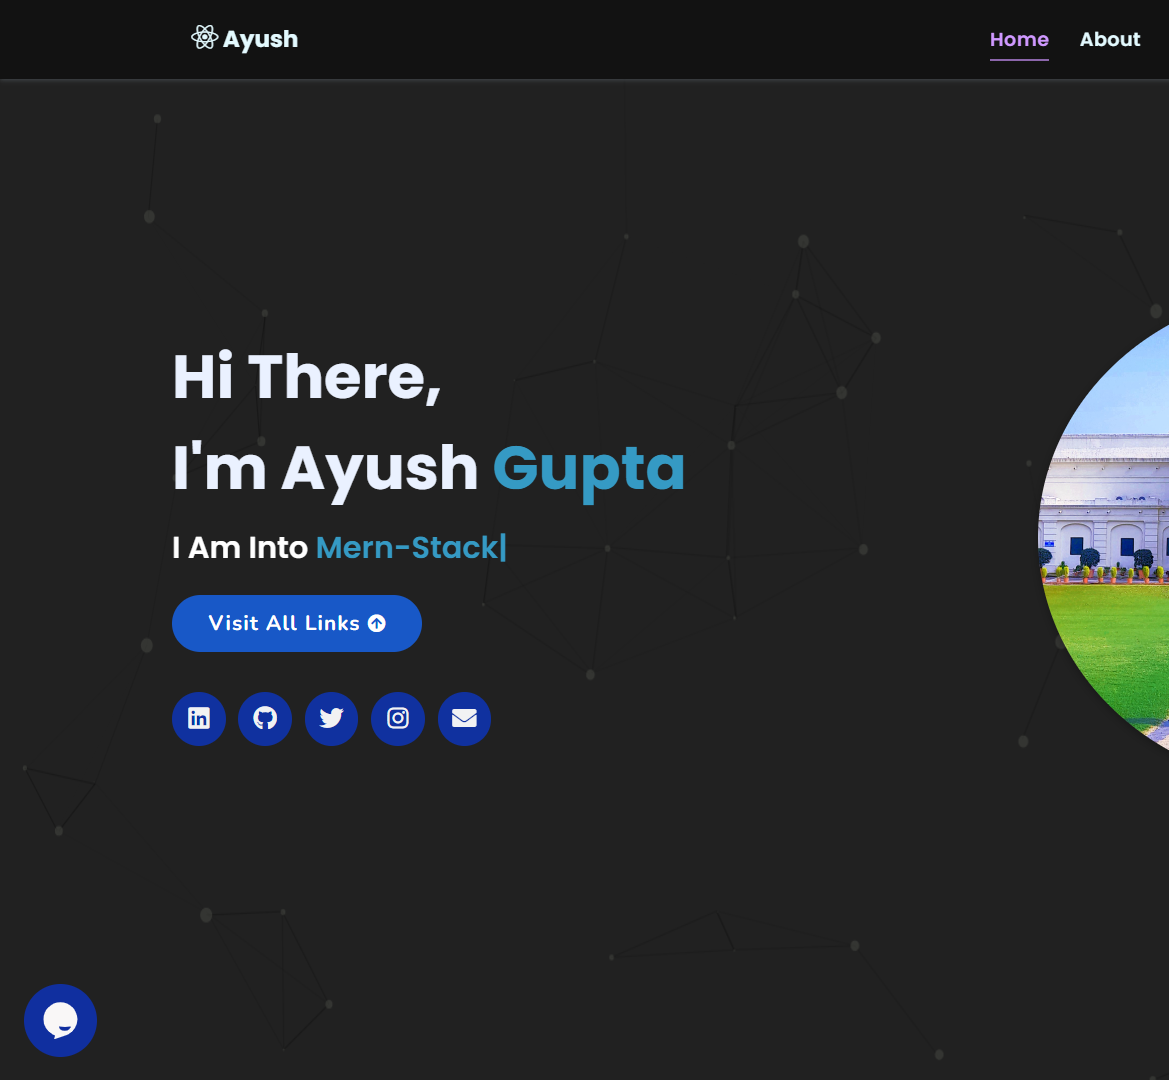 Ayush
Home
About
Hi There,
I'm Ayush Gupta
I Am Into Mern-Stack|
Visit All Links